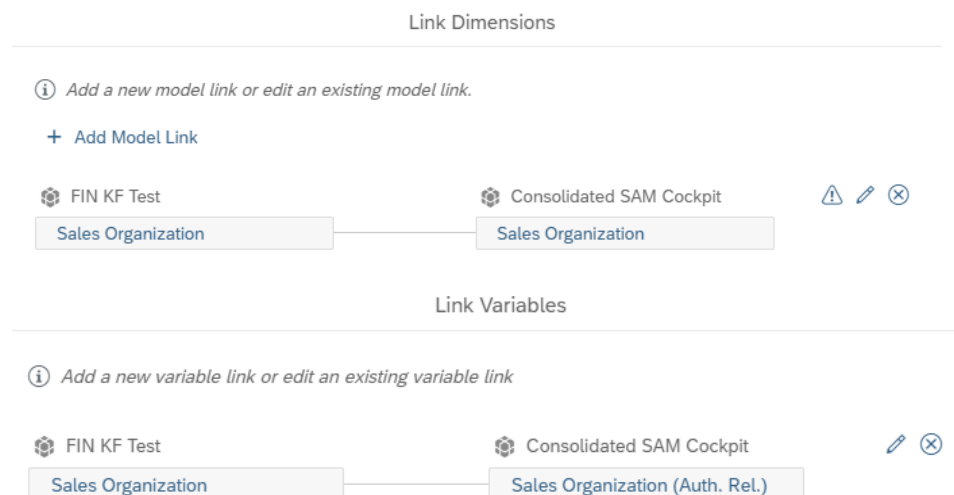 Link Dimensions
Add a new model link or edit an existing model link.
+ Add Model Link
FIN KF Test Consolidated SAM Cockpit
Sales Organization Sales Organization
Link Variables
Add a new variable link or edit an existing variable link
FIN KF Test Consolidated SAM Cockpit
Sales Organization Sales Organization (Auth. Rel.)